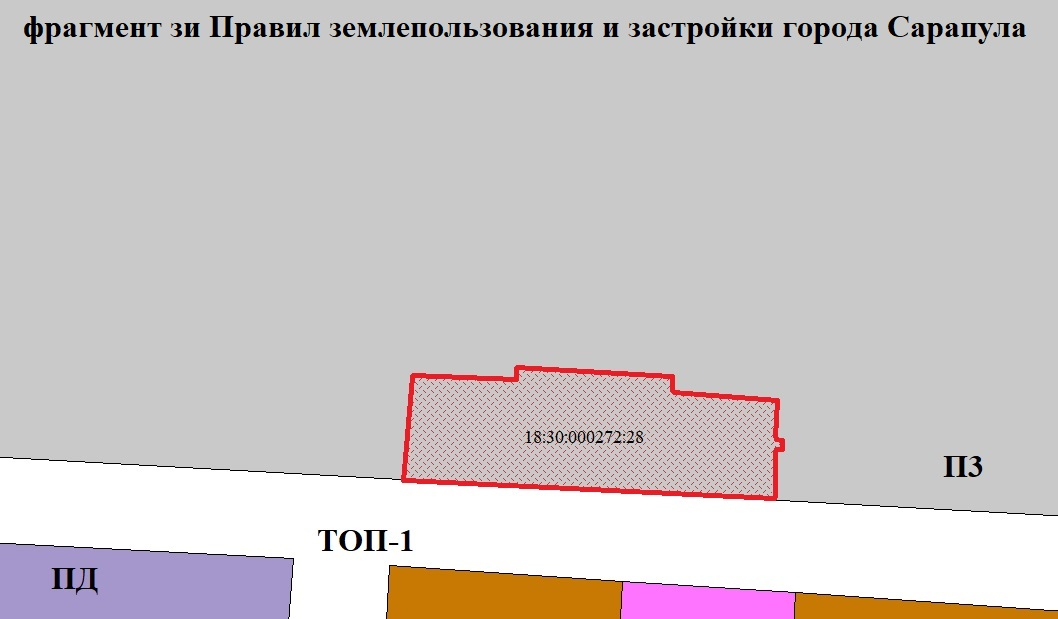 фрагмент зи Правил землепользования и застройки города Сарапула
18:30:000272:28
П3
ТОП-1
ПД